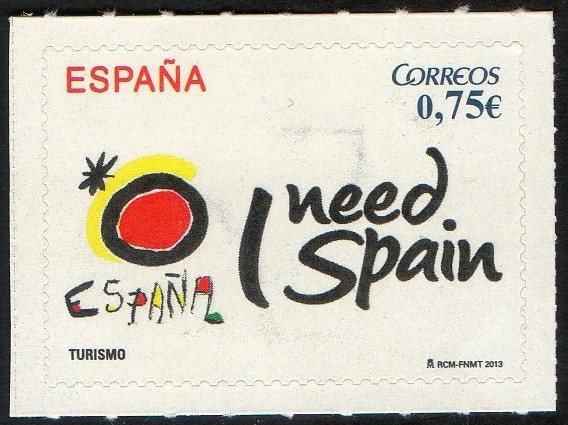 ESPAÑA
CORREOS
0,75€
I need
Spain
ESPAÑA
TURISMO
RCM-FNMT 2013